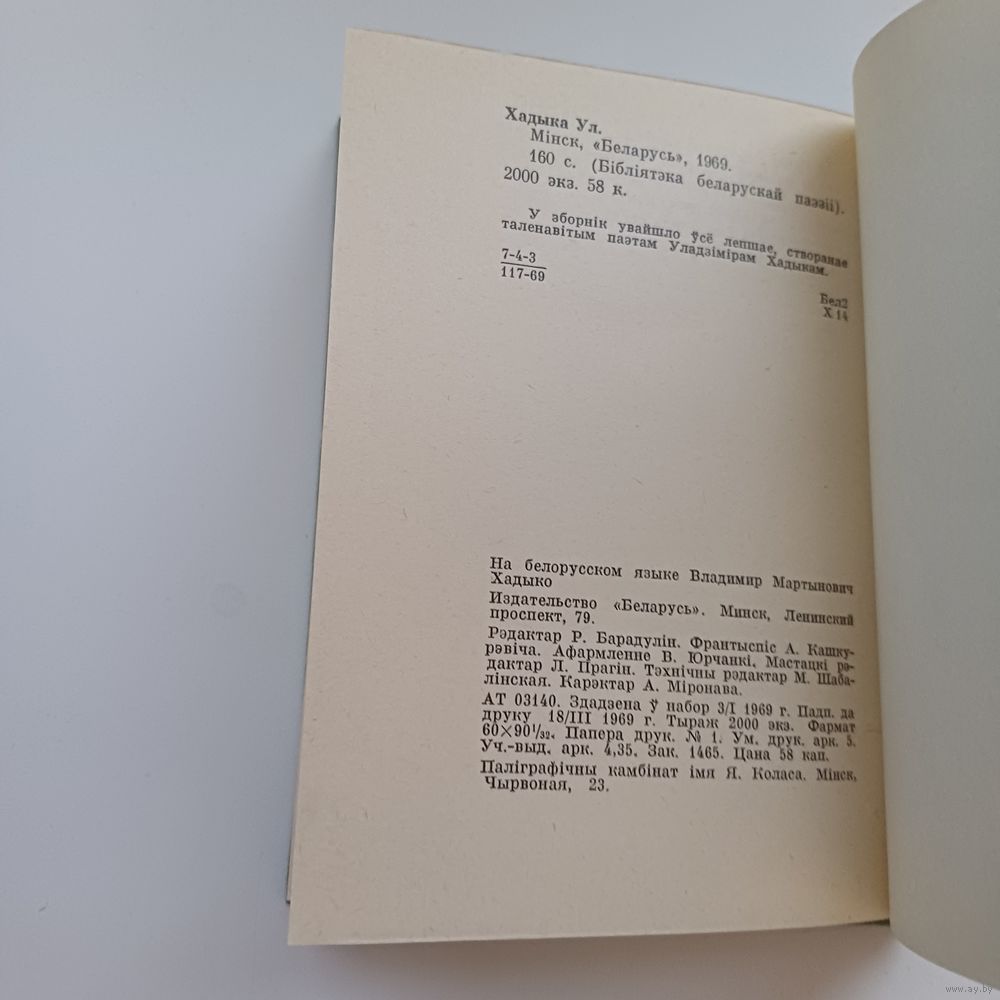 Хадыка Ул.
Мінск, «Беларусь», 1969.
160 с. (Бібліятэка беларускай паэзіі).
2000 экз. 58 к.
У зборнік увайшло ўсё лепшае, створанае
таленавітым паэтам Уладзімірам Хадыкам.
7-4-3
117-69
Бел2
Х 14
На белорусском языке Владимир Мартынович
Хадыко
Издательство «Беларусь». Минск, Ленинский
проспект, 79.
Рэдактар Р. Барадулін. Франтыспіс А. Кашку-
рэвіча. Афармленне В. Юрчанкі. Мастацкі рэ-
дактар Л. Прагін. Тэхнічны рэдактар М. Шаба-
лінская. Карэктар А. Міронава.
АТ 03140. Здадзена ў набор 3/I 1969 г. Падп. да
друку 18/III 1969 г. Тыраж 2000 экз. Фармат
60×90¹/₃₂. Папера друк. № 1. Ум. друк. арк. 5.
Уч.-выд. арк. 4,35. Зак. 1465. Цана 58 кап.
Паліграфічны камбінат імя Я. Коласа. Мінск,
Чырвоная, 23.
www.ay.by